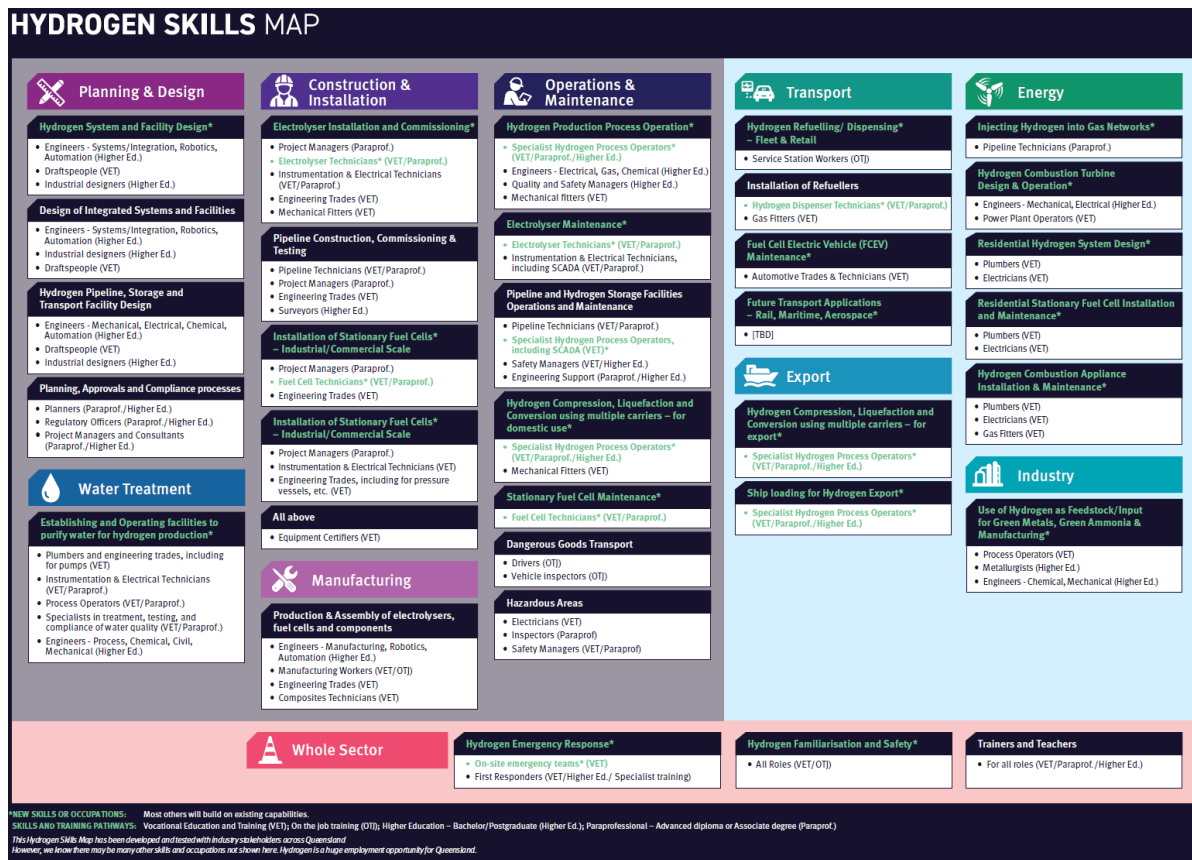 HYDROGEN SKILLS MAP
Planning & Design
Hydrogen System and Facility Design*
• Engineers - Systems/Integration, Robotics,
Automation (Higher Ed.)
• Draftspeople (VET)
• Industrial designers (Higher Ed.)
Design of Integrated Systems and Facilities
• Engineers - Systems/Integration, Robotics,
Automation (Higher Ed.)
• Industrial designers (Higher Ed.)
• Draftspeople (VET)
Hydrogen Pipeline, Storage and
Transport Facility Design
• Engineers - Mechanical, Electrical, Chemical,
Automation (Higher Ed.)
• Draftspeople (VET)
• Industrial designers (Higher Ed.)
Planning, Approvals and Compliance processes
• Planners (Paraprof./Higher Ed.)
• Regulatory Officers (Paraprof./Higher Ed.)
• Project Managers and Consultants
(Paraprof./Higher Ed.)
Water Treatment
Establishing and Operating facilities to
purify water for hydrogen production*
• Plumbers and engineering trades, including
for pumps (VET)
• Instrumentation & Electrical Technicians
(VET/Paraprof.)
• Process Operators (VET/Paraprof.)
• Specialists in treatment, testing, and
compliance of water quality (VET/Paraprof.)
• Engineers - Process, Chemical, Civil,
Mechanical (Higher Ed.)
Construction &
Installation
Electrolyser Installation and Commissioning*
• Project Managers (Paraprof.)
• Electrolyser Technicians* (VET/Paraprof.)
• Instrumentation & Electrical Technicians
(VET/Paraprof.)
• Engineering Trades (VET)
• Mechanical Fitters (VET)
Pipeline Construction, Commissioning &
Testing
• Pipeline Technicians (VET/Paraprof.)
• Project Managers (Paraprof.)
• Engineering Trades (VET)
• Surveyors (Higher Ed.)
Installation of Stationary Fuel Cells*
– Industrial/Commercial Scale
• Project Managers (Paraprof.)
• Fuel Cell Technicians* (VET/Paraprof.)
• Engineering Trades (VET)
Installation of Stationary Fuel Cells*
– Industrial/Commercial Scale
• Project Managers (Paraprof.)
• Instrumentation & Electrical Technicians (VET)
• Engineering Trades, including for pressure
vessels, etc. (VET)
All above
• Equipment Certifiers (VET)
Manufacturing
Production & Assembly of electrolysers,
fuel cells and components
• Engineers - Manufacturing, Robotics,
Automation (Higher Ed.)
• Manufacturing Workers (VET/OTJ)
• Engineering Trades (VET)
• Composites Technicians (VET)
Operations &
Maintenance
Hydrogen Production Process Operation*
• Specialist Hydrogen Process Operators*
(VET/Paraprof./Higher Ed.)
• Engineers - Electrical, Gas, Chemical (Higher Ed.)
• Quality and Safety Managers (Higher Ed.)
• Mechanical fitters (VET)
Electrolyser Maintenance*
• Electrolyser Technicians* (VET/Paraprof.)
• Instrumentation & Electrical Technicians,
including SCADA (VET/Paraprof.)
Pipeline and Hydrogen Storage Facilities
Operations and Maintenance
• Pipeline Technicians (VET/Paraprof.)
• Specialist Hydrogen Process Operators,
including SCADA (VET)*
• Safety Managers (VET/Higher Ed.)
• Engineering Support (Paraprof./Higher Ed.)
Hydrogen Compression, Liquefaction and
Conversion using multiple carriers – for
domestic use*
• Specialist Hydrogen Process Operators*
(VET/Paraprof./Higher Ed.)
• Mechanical Fitters (VET)
Stationary Fuel Cell Maintenance*
• Fuel Cell Technicians* (VET/Paraprof.)
Dangerous Goods Transport
• Drivers (OTJ)
• Vehicle inspectors (OTJ)
Hazardous Areas
• Electricians (VET)
• Inspectors (Paraprof)
• Safety Managers (VET/Paraprof)
Transport
Hydrogen Refuelling/ Dispensing*
– Fleet & Retail
• Service Station Workers (OTJ)
Installation of Refuellers
• Hydrogen Dispenser Technicians* (VET/Paraprof.)
• Gas Fitters (VET)
Fuel Cell Electric Vehicle (FCEV)
Maintenance*
• Automotive Trades & Technicians (VET)
Future Transport Applications
– Rail, Maritime, Aerospace*
• [TBD]
Export
Hydrogen Compression, Liquefaction and
Conversion using multiple carriers – for
export*
• Specialist Hydrogen Process Operators*
(VET/Paraprof./Higher Ed.)
Ship loading for Hydrogen Export*
• Specialist Hydrogen Process Operators*
(VET/Paraprof./Higher Ed.)
Energy
Injecting Hydrogen into Gas Networks*
• Pipeline Technicians (Paraprof.)
Hydrogen Combustion Turbine
Design & Operation*
• Engineers - Mechanical, Electrical (Higher Ed.)
• Power Plant Operators (VET)
Residential Hydrogen System Design*
• Plumbers (VET)
• Electricians (VET)
Residential Stationary Fuel Cell Installation
and Maintenance*
• Plumbers (VET)
• Electricians (VET)
Hydrogen Combustion Appliance
Installation & Maintenance*
• Plumbers (VET)
• Electricians (VET)
• Gas Fitters (VET)
Industry
Use of Hydrogen as Feedstock/Input
for Green Metals, Green Ammonia &
Manufacturing*
• Process Operators (VET)
• Metallurgists (Higher Ed.)
• Engineers - Chemical, Mechanical (Higher Ed.)
Whole Sector
Hydrogen Emergency Response*
• On-site emergency teams* (VET)
• First Responders (VET/Higher Ed./ Specialist training)
Hydrogen Familiarisation and Safety*
• All Roles (VET/OTJ)
Trainers and Teachers
• For all roles (VET/Paraprof./Higher Ed.)
*NEW SKILLS OR OCCUPATIONS: Most others will build on existing capabilities.
SKILLS AND TRAINING PATHWAYS: Vocational Education and Training (VET); On the job training (OTJ); Higher Education – Bachelor/Postgraduate (Higher Ed.); Paraprofessional – Advanced diploma or Associate degree (Paraprof.)
This Hydrogen Skills Map has been developed and tested with industry stakeholders across Queensland
However, we know there may be many other skills and occupations not shown here. Hydrogen is a huge employment opportunity for Queensland.